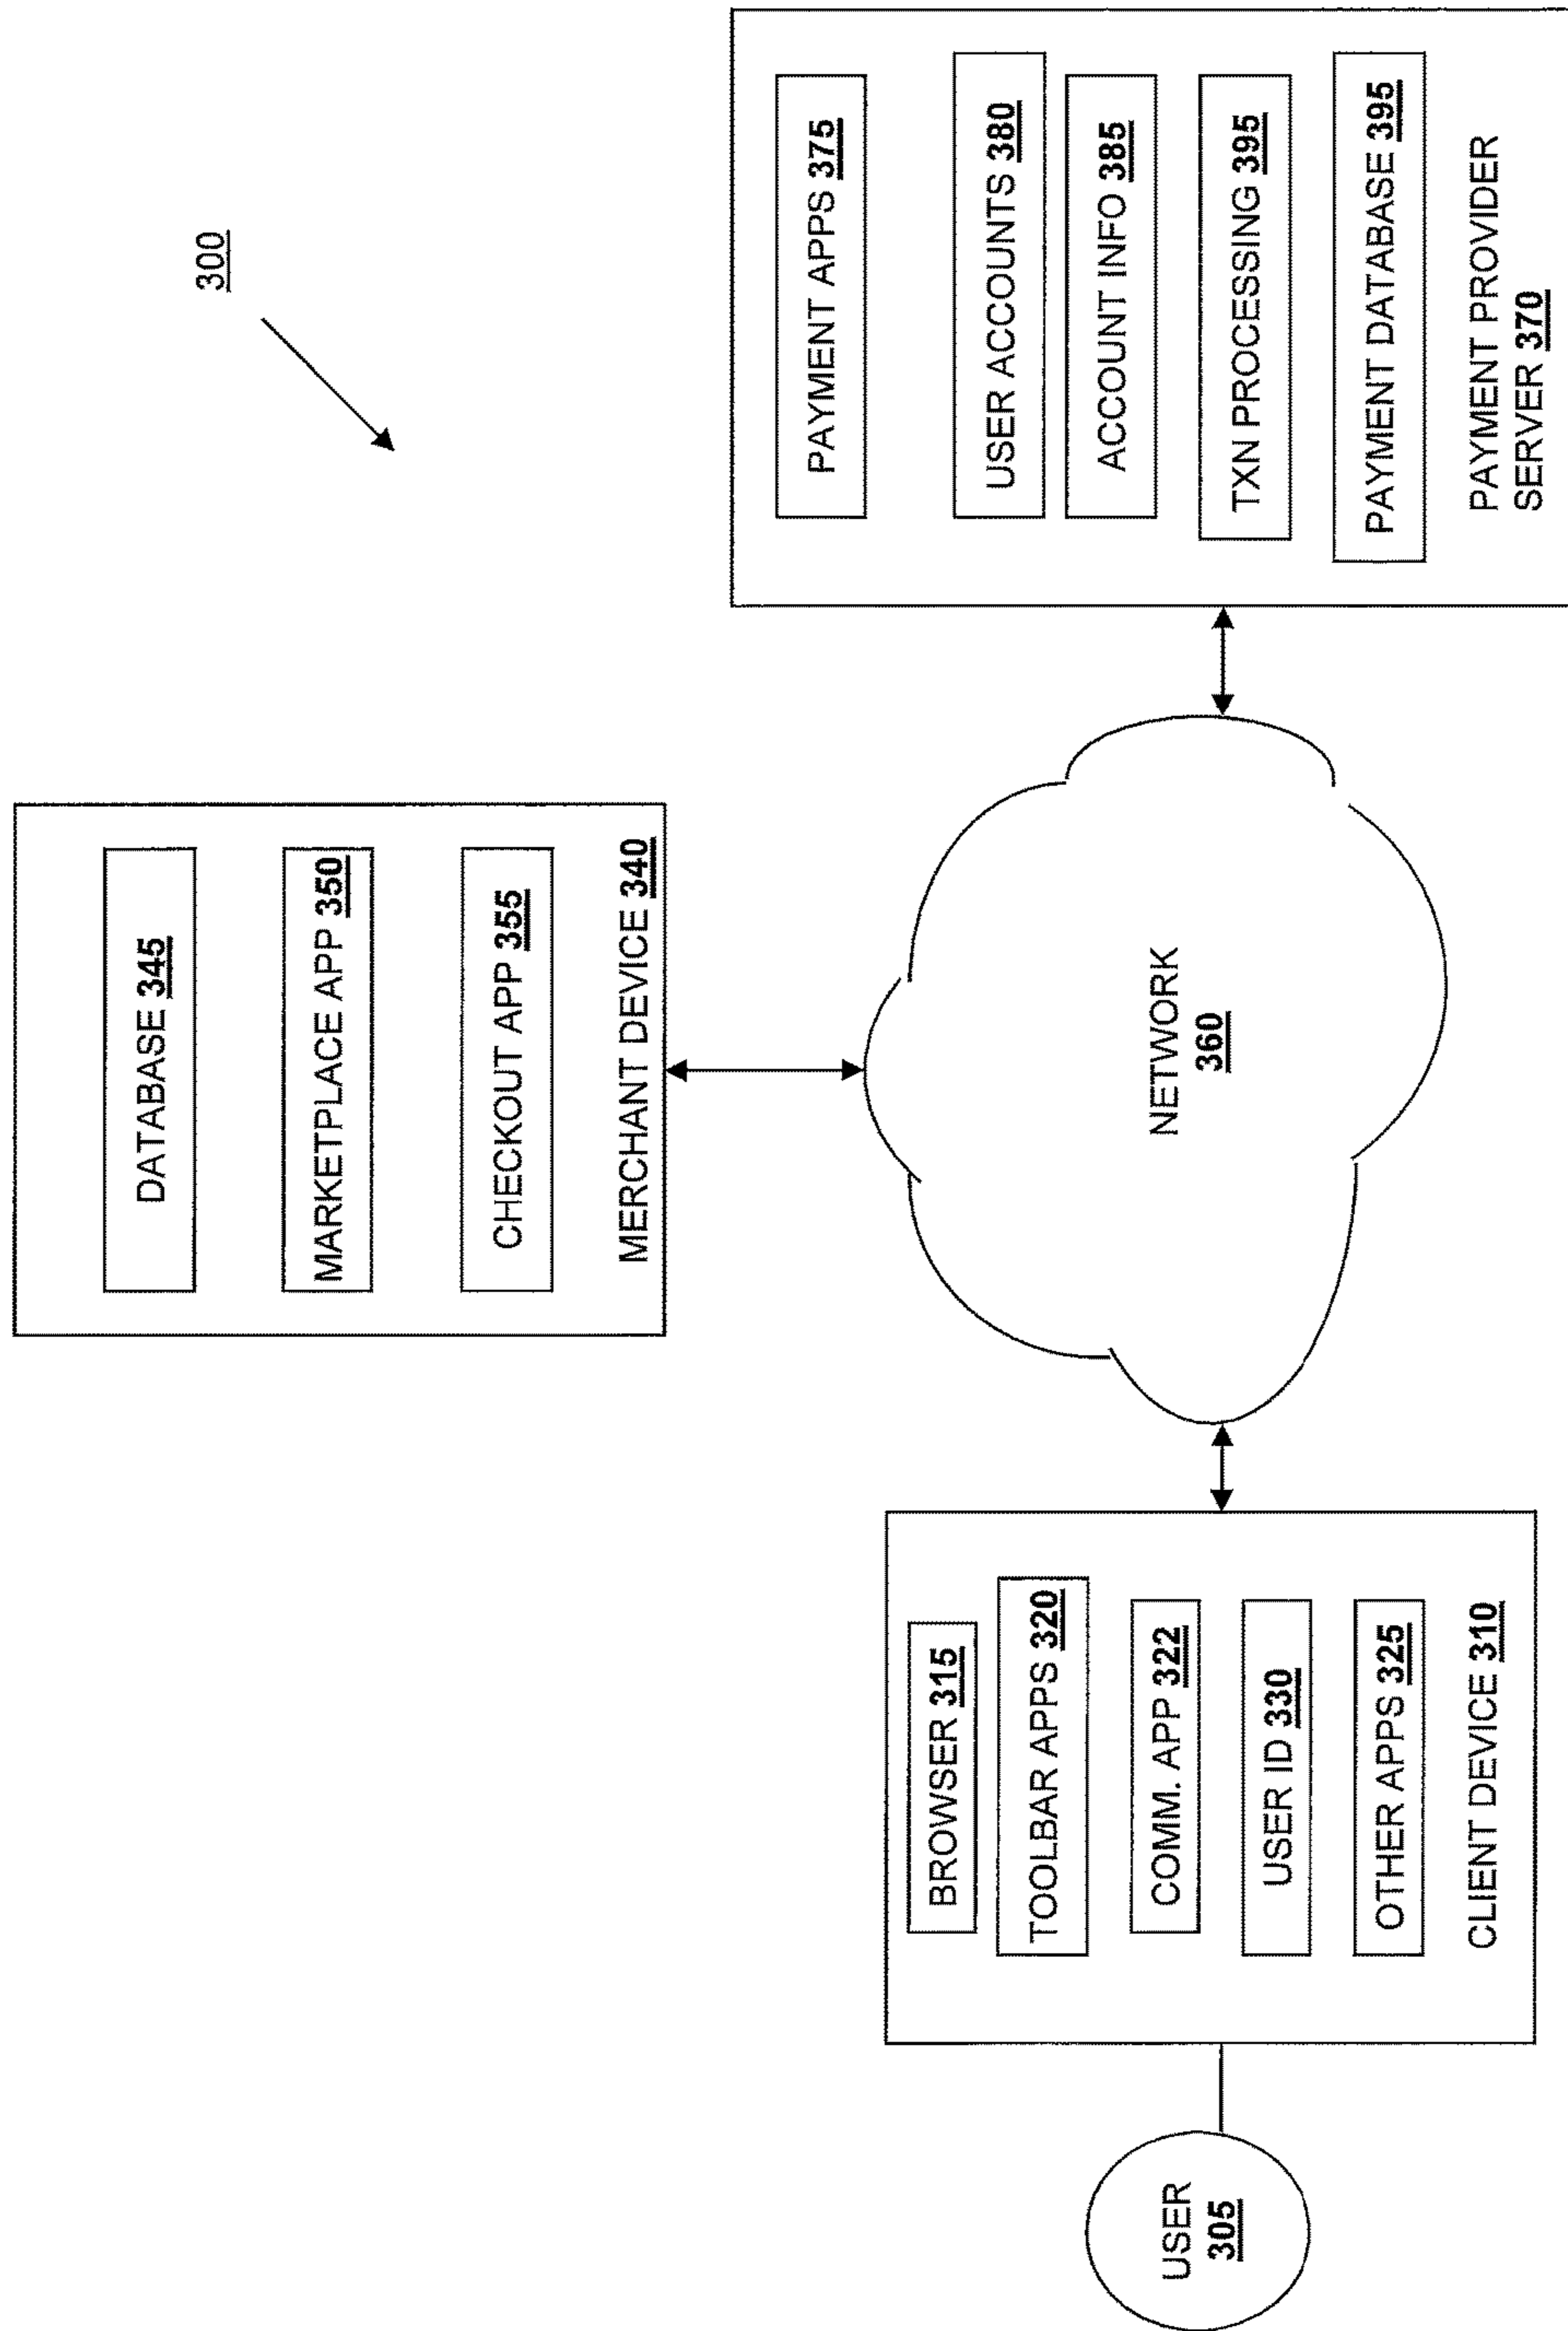 300
DATABASE 345
MARKETPLACE APP 350
CHECKOUT APP 355
MERCHANT DEVICE 340
USER
305
BROWSER 315
TOOLBAR APPS 320
COMM. APP 322
USER ID 330
OTHER APPS 325
CLIENT DEVICE 310
NETWORK
360
PAYMENT APPS 375
USER ACCOUNTS 380
ACCOUNT INFO 385
TXN PROCESSING 395
PAYMENT DATABASE 395
PAYMENT PROVIDER
SERVER 370